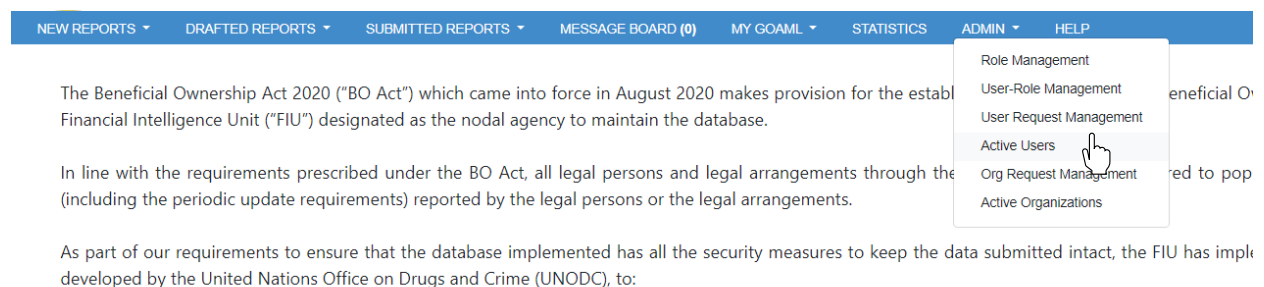 NEW REPORTS DRAFTED REPORTS SUBMITTED REPORTS MESSAGE BOARD (0) MY GOAML STATISTICS ADMIN HELP
Role Management
User-Role Management
User Request Management
Active Users
Org Request Management
Active Organizations
The Beneficial Ownership Act 2020 ("BO Act") which came into force in August 2020 makes provision for the
Financial Intelligence Unit ("FIU") designated as the nodal agency to maintain the database.
In line with the requirements prescribed under the BO Act, all legal persons and legal arrangements through the to
(including the periodic update requirements) reported by the legal persons or the legal arrangements.
As part of our requirements to ensure that the database implemented has all the security measures to keep the data submitted intact, the FIU has
developed by the United Nations Office on Drugs and Crime (UNODC), to: